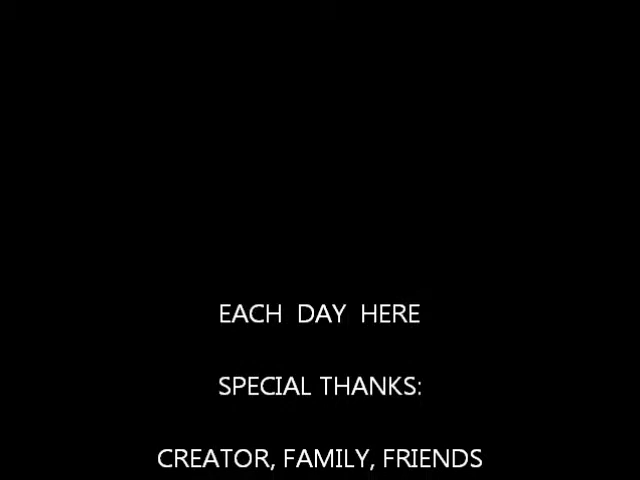 EACH DAY HERE
SPECIAL THANKS:
CREATOR, FAMILY, FRIENDS